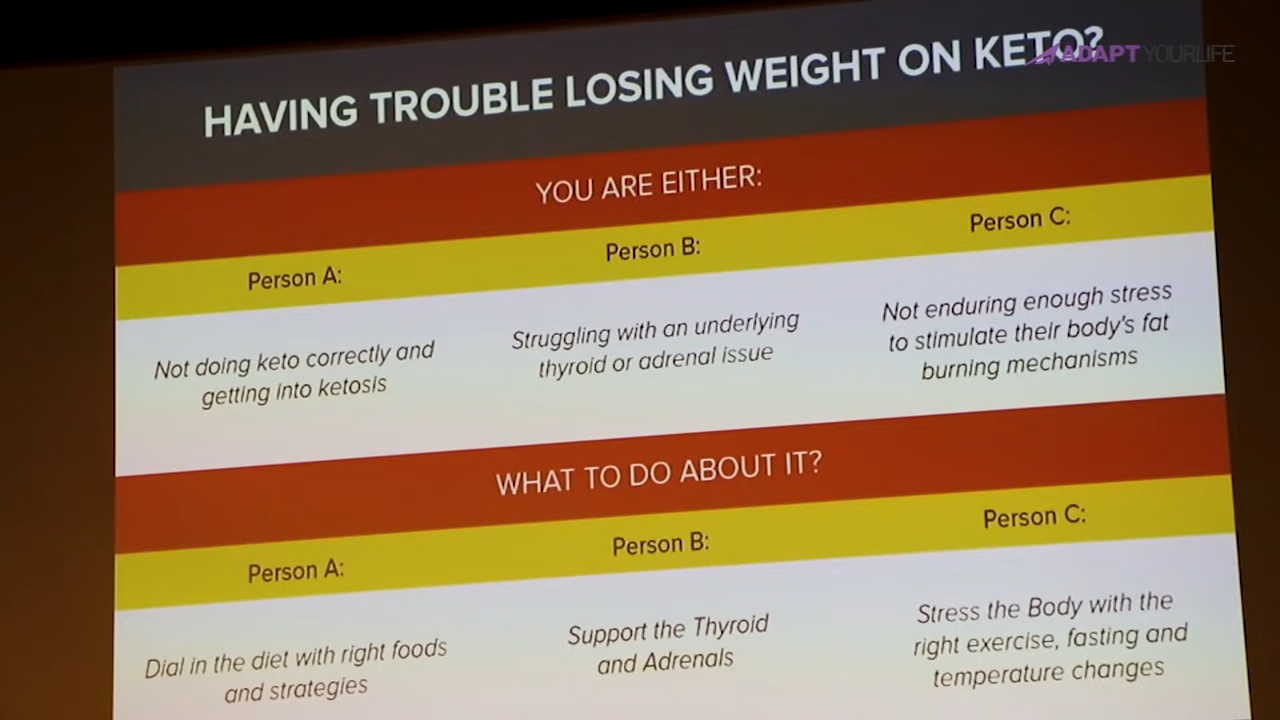 HAVING TROUBLE LOSING WEIGHT ON KETO?
ADAPTYOURLIFE
YOU ARE EITHER:
Person A:
Not doing keto correctly and
getting into ketosis
Person B:
Struggling with an underlying
thyroid or adrenal issue
Person C:
Not enduring enough stress
to stimulate their body's fat
burning mechanisms
WHAT TO DO ABOUT IT?
Person A:
Dial in the diet with right foods
and strategies
Person B:
Support the Thyroid
and Adrenals
Person C:
Stress the Body with the
right exercise, fasting and
temperature changes